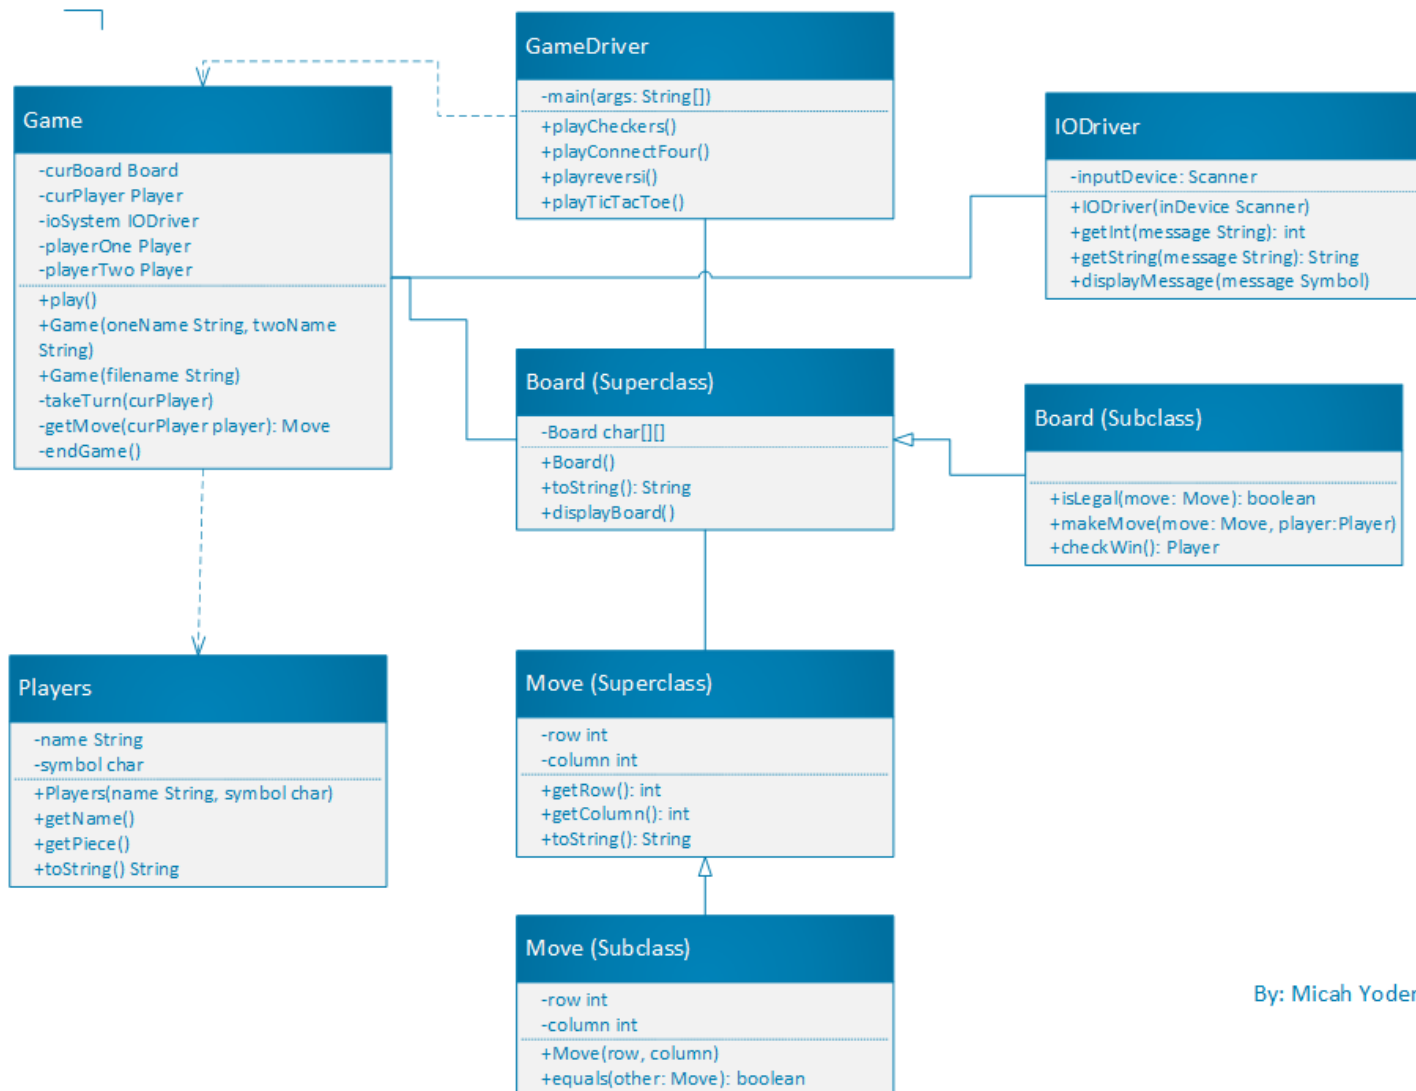 GameDriver
-main(args: String[])
+playCheckers()
+playConnectFour()
+playreversi()
+playTicTacToe()
Game
-curBoard Board
-curPlayer Player
-ioSystem IODriver
-playerOne Player
-playerTwo Player
+play()
+Game(oneName String, twoName
String)
+Game(filename String)
-takeTurn(curPlayer)
-getMove(curPlayer player): Move
-endGame()
IODriver
-inputDevice: Scanner
+IODriver(inDevice Scanner)
+getInt(message String): int
+getString(message String): String
+displayMessage(message Symbol)
Board (Superclass)
-Board char[][]
+Board()
+toString(): String
+displayBoard()
Board (Subclass)
+isLegal(move: Move): boolean
+makeMove(move: Move, player:Player)
+checkWin(): Player
Players
-name String
-symbol char
+Players(name String, symbol char)
+getName()
+getPiece()
+toString() String
Move (Superclass)
-row int
-column int
+getRow(): int
+getColumn(): int
+toString(): String
Move (Subclass)
-row int
-column int
+Move(row, column)
+equals(other: Move): boolean
By: Micah Yoder